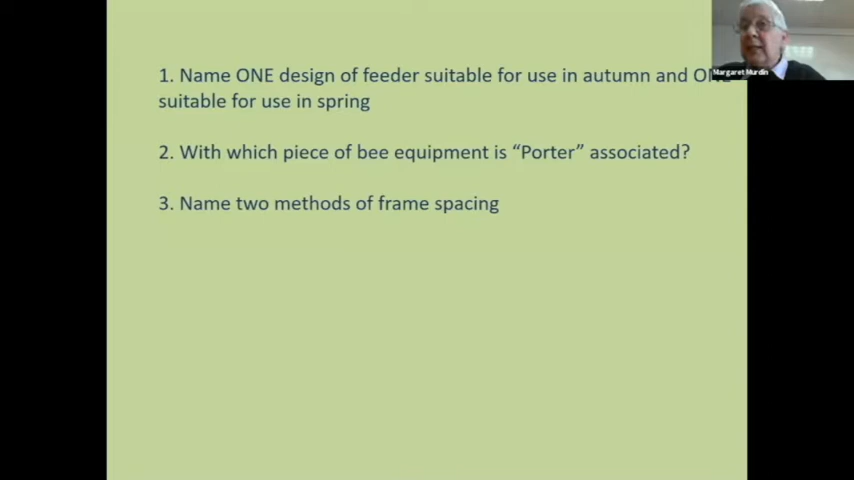 1. Name ONE design of feeder suitable for use in autumn and
suitable for use in spring
2. With which piece of bee equipment is “Porter” associated?
3. Name two methods of frame spacing
Margaret Murdin